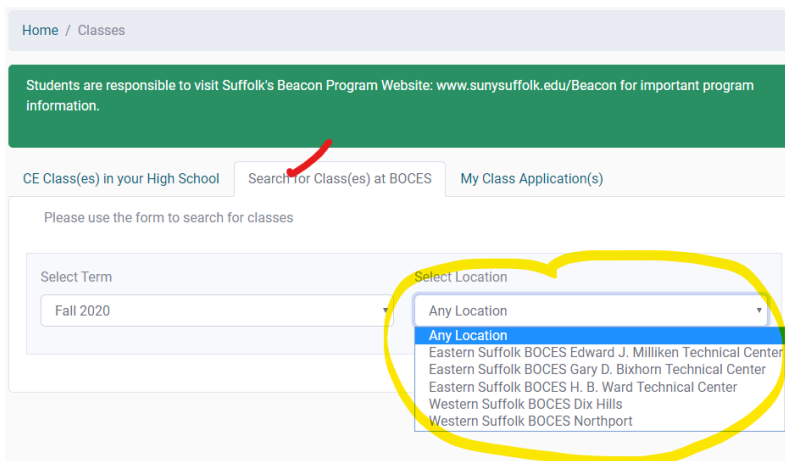 Home / Classes
Students are responsible to visit Suffolk's Beacon Program Website: www.sunysuffolk.edu/Beacon for important program
information.
CE Class(es) in your High School Search for Class(es) at BOCES My Class Application(s)
Please use the form to search for classes
Select Term Select Location
Fall 2020 Any Location
Any Location
Eastern Suffolk BOCES Edward J. Milliken Technical Center
Eastern Suffolk BOCES Gary D. Bixhorn Technical Center
Eastern Suffolk BOCES H. B. Ward Technical Center
Western Suffolk BOCES Dix Hills
Western Suffolk BOCES Northport